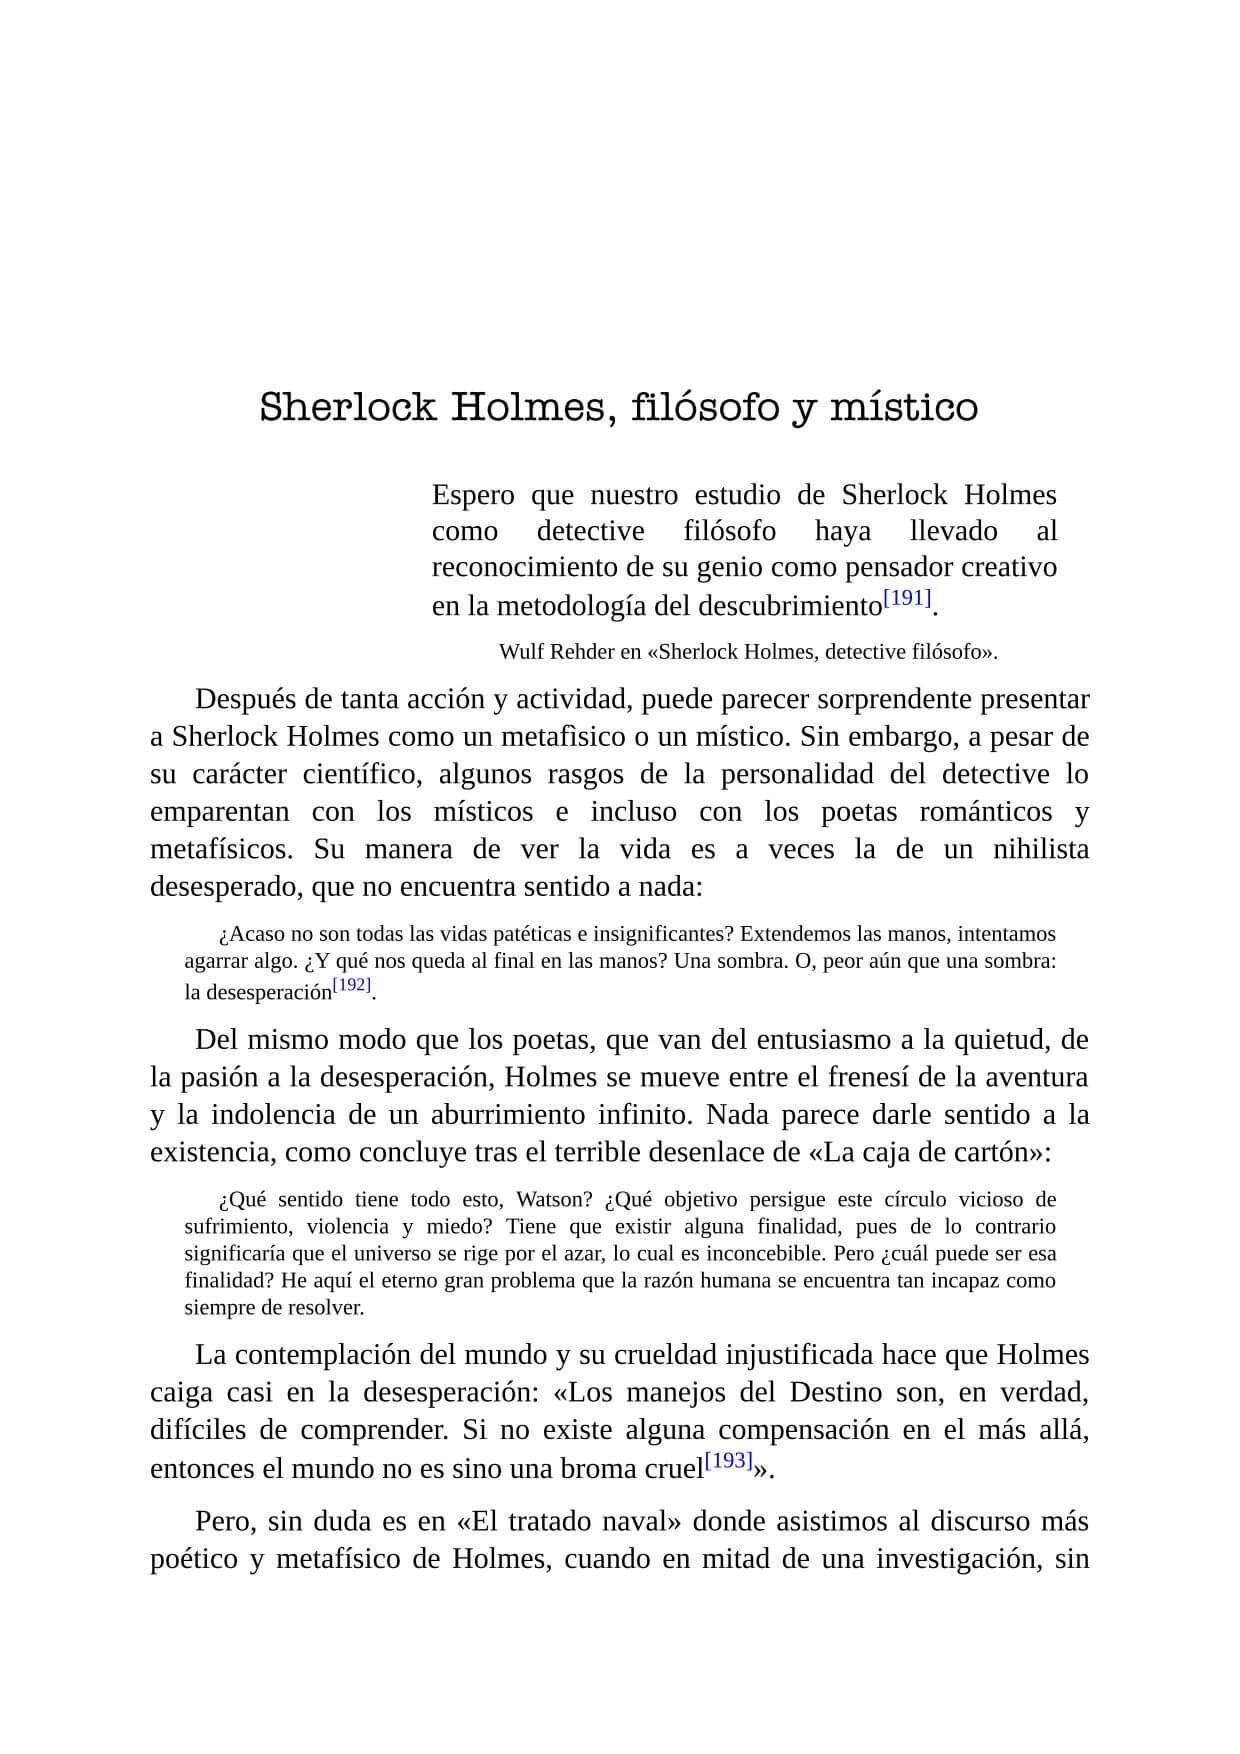 Sherlock Holmes, filósofo y místico
Espero que nuestro estudio de Sherlock Holmes
como detective filósofo haya llevado al
reconocimiento de su genio como pensador creativo
en la metodología del descubrimiento[191].
Wulf Rehder en «Sherlock Holmes, detective filósofo».
Después de tanta acción y actividad, puede parecer sorprendente presentar
a Sherlock Holmes como un metafìsico o un místico. Sin embargo, a pesar de
su carácter científico, algunos rasgos de la personalidad del detective lo
emparentan con los místicos e incluso con los poetas románticos y
metafísicos. Su manera de ver la vida es a veces la de un nihilista
desesperado, que no encuentra sentido a nada:
¿Acaso no son todas las vidas patéticas e insignificantes? Extendemos las manos, intentamos
agarrar algo. ¿Y qué nos queda al final en las manos? Una sombra. O, peor aún que una sombra:
la desesperación[192].
Del mismo modo que los poetas, que van del entusiasmo a la quietud, de
la pasión a la desesperación, Holmes se mueve entre el frenesí de la aventura
y la indolencia de un aburrimiento infinito. Nada parece darle sentido a la
existencia, como concluye tras el terrible desenlace de «La caja de cartón»:
¿Qué sentido tiene todo esto, Watson? ¿Qué objetivo persigue este círculo vicioso de
sufrimiento, violencia y miedo? Tiene que existir alguna finalidad, pues de lo contrario
significaría que el universo se rige por el azar, lo cual es inconcebible. Pero ¿cuál puede ser esa
finalidad? He aquí el eterno gran problema que la razón humana se encuentra tan incapaz como
siempre de resolver.
La contemplación del mundo y su crueldad injustificada hace que Holmes
caiga casi en la desesperación: «Los manejos del Destino son, en verdad,
difíciles de comprender. Si no existe alguna compensación en el más allá,
entonces el mundo no es sino una broma cruel[193]».
Pero, sin duda es en «El tratado naval» donde asistimos al discurso más
poético y metafísico de Holmes, cuando en mitad de una investigación, sin